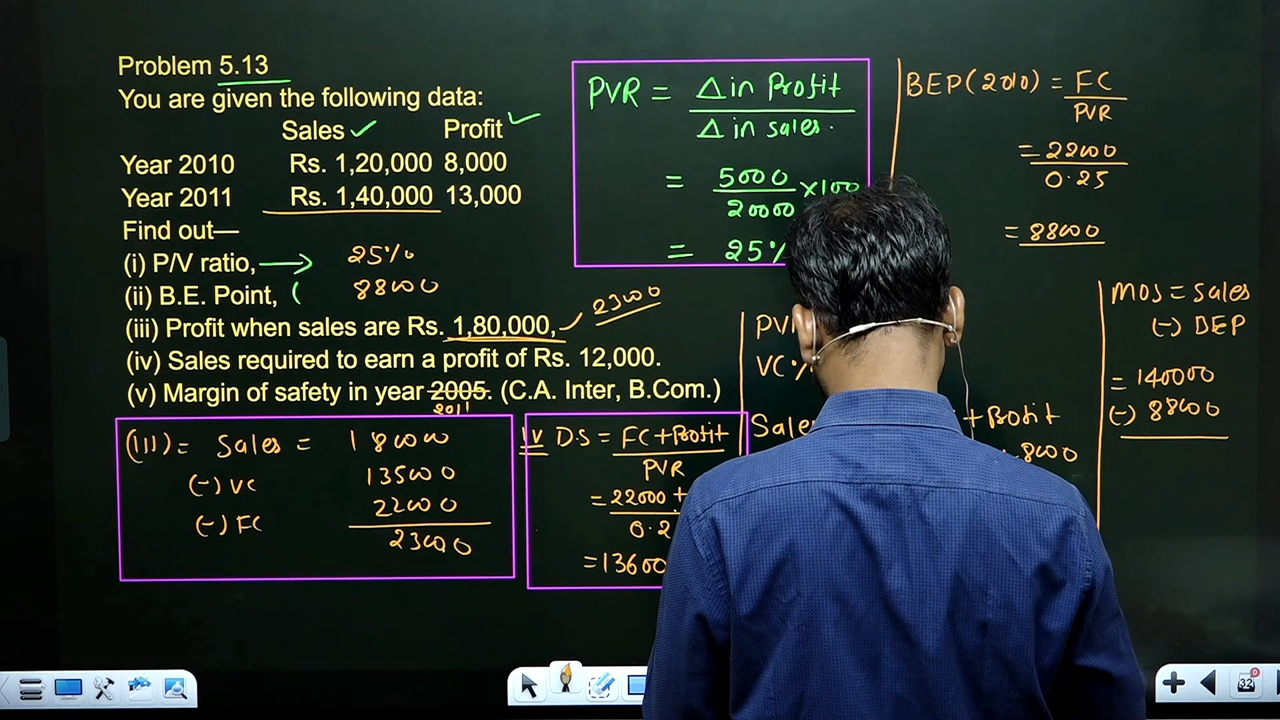 Problem 5.13
You are given the following data:
Sales Profit
Year 2010 Rs. 1,20,000 8,000
Year 2011 Rs. 1,40,000 13,000
Find out—
(i) P/V ratio, → 25%
(ii) B.E. Point, ( 88000
(iii) Profit when sales are Rs. 1,80,000, 23000
(iv) Sales required to earn a profit of Rs. 12,000.
(v) Margin of safety in year 2005. (C.A. Inter, B.Com.)
2011
PVR = Δ in Profit
Δ in sales.
= 5000 ×100
20000
= 25%
BEP (2010) = FC
PVR
= 22000
0.25
= 88000
(III) = Sales = 180000
(-) VC 135000
(-) FC 22000
23000
IV D.S = FC + Profit
PVR
= 22000 +
0.2
= 13600
VC %
+ Profit
8000
MOS = Sales
(-) BEP
= 140000
(-) 88000
32